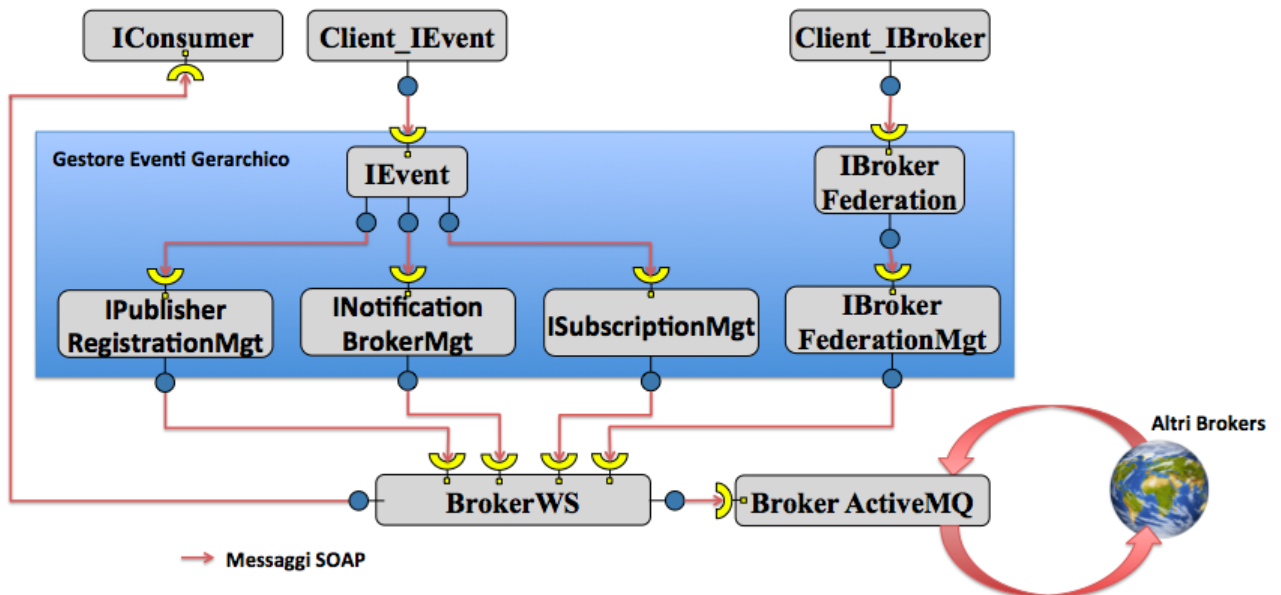 IConsumer
Client_IEvent
Client_IBroker
Gestore Eventi Gerarchico
IEvent
IBroker
Federation
IPublisher
RegistrationMgt
INotification
BrokerMgt
ISubscriptionMgt
IBroker
FederationMgt
Altri Brokers
BrokerWS
Broker ActiveMQ
Messaggi SOAP